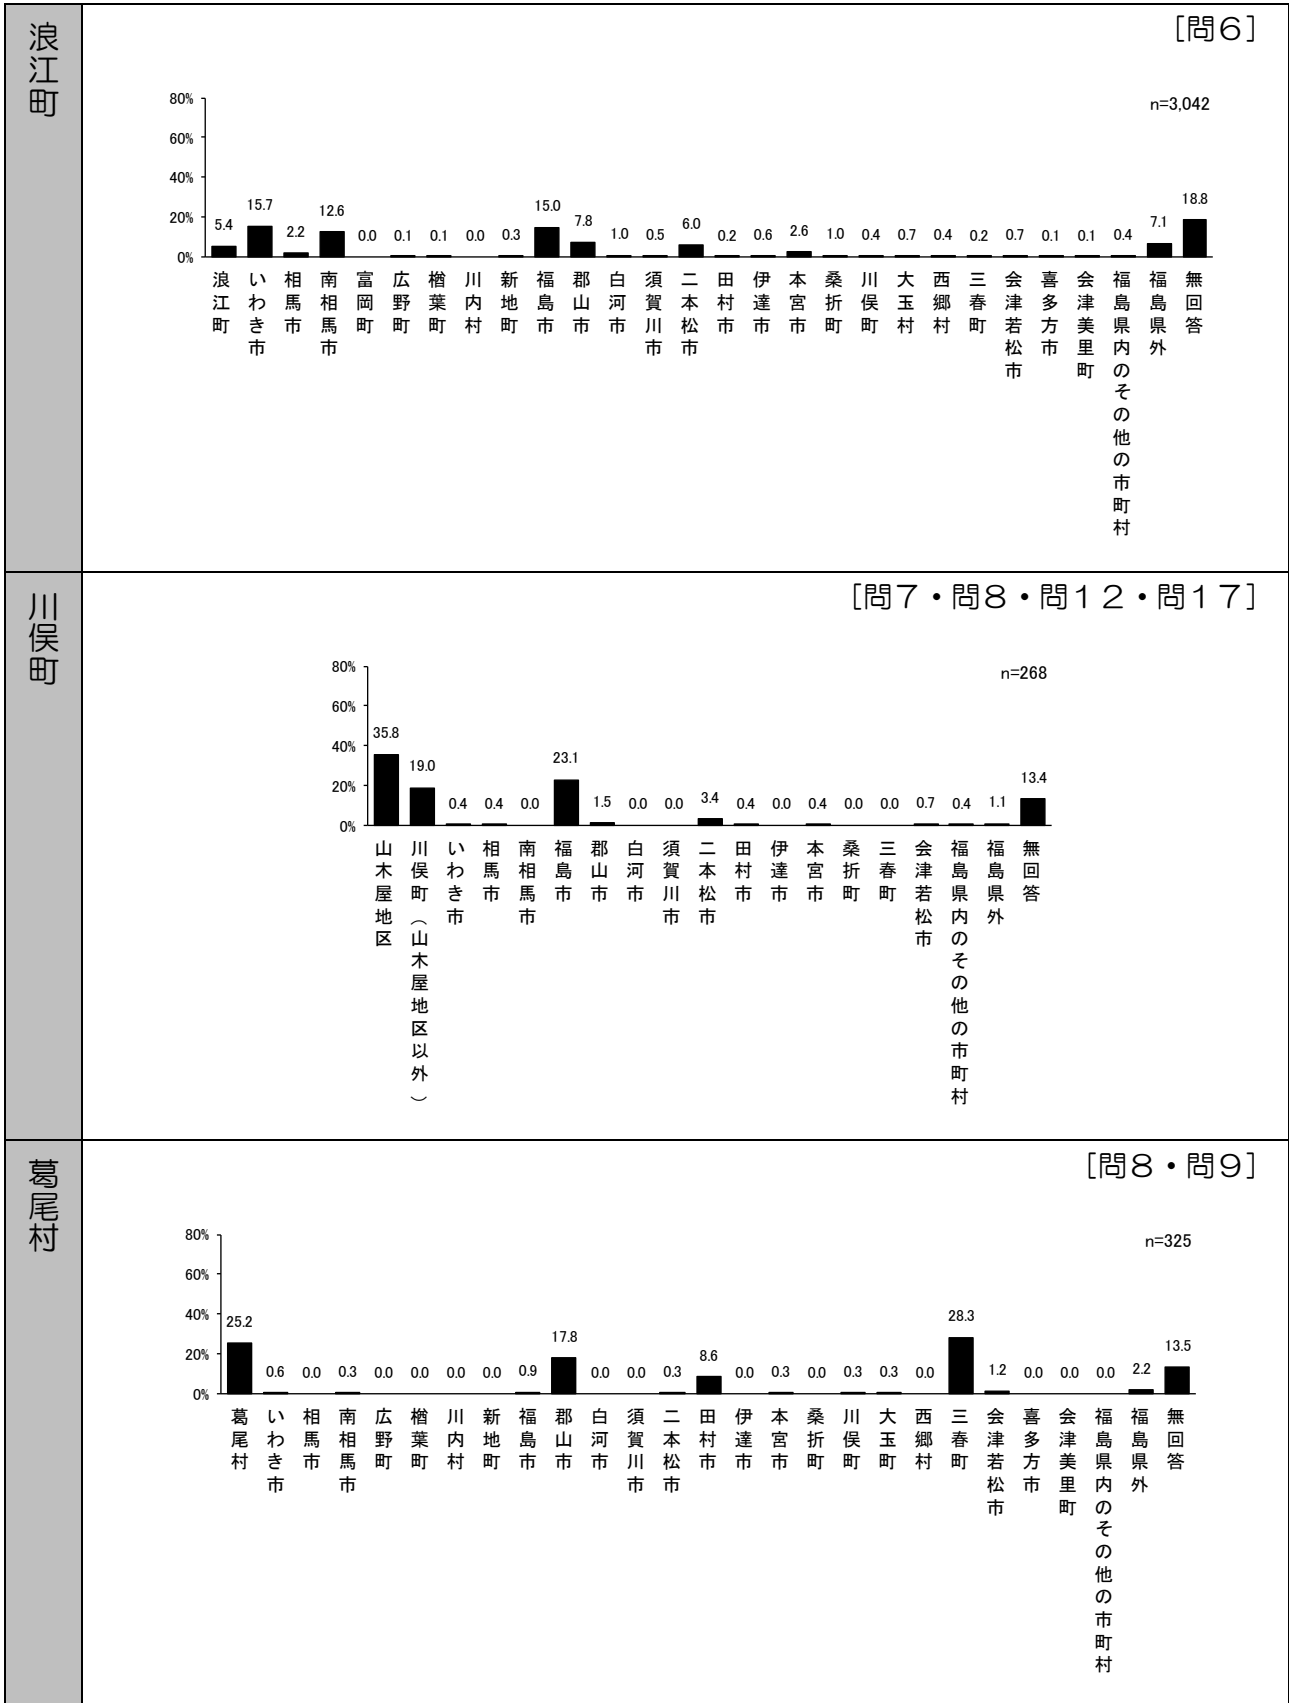 浪江町
[問6]
n=3,042
80%
60%
40%
20%
0%
5.4 15.7 2.2 12.6 0.0 0.1 0.1 0.0 0.3 15.0 7.8 1.0 0.5 6.0 0.2 0.6 2.6 1.0 0.4 0.7 0.4 0.2 0.7 0.1 0.1 0.4 7.1 18.8
浪江町
いわき市
相馬市
南相馬市
富岡町
広野町
楢葉町
川内村
新地町
福島市
郡山市
白河市
須賀川市
二本松市
田村市
伊達市
本宮市
桑折町
川俣町
大玉村
西郷村
三春町
会津若松市
喜多方市
会津美里町
福島県内のその他の市町村
福島県外
無回答
川俣町
[問7・問8・問12・問17]
n=268
80%
60%
40%
20%
0%
35.8 19.0 0.4 0.4 0.0 23.1 1.5 0.0 0.0 3.4 0.4 0.0 0.4 0.0 0.0 0.7 0.4 1.1 13.4
山木屋地区
川俣町（山木屋地区以外）
いわき市
相馬市
南相馬市
福島市
郡山市
白河市
須賀川市
二本松市
田村市
伊達市
本宮市
桑折町
三春町
会津若松市
福島県内のその他の市町村
福島県外
無回答
葛尾村
[問8・問9]
n=325
80%
60%
40%
20%
0%
25.2 0.6 0.0 0.3 0.0 0.0 0.0 0.0 0.9 17.8 0.0 0.0 0.3 8.6 0.0 0.3 0.0 0.3 0.3 0.0 28.3 1.2 0.0 0.0 0.0 2.2 13.5
葛尾村
いわき市
相馬市
南相馬市
広野町
楢葉町
川内村
新地町
福島市
郡山市
白河市
須賀川市
二本松市
田村市
伊達市
本宮市
桑折町
川俣町
大玉町
西郷村
三春町
会津若松市
喜多方市
会津美里町
福島県内のその他の市町村
福島県外
無回答